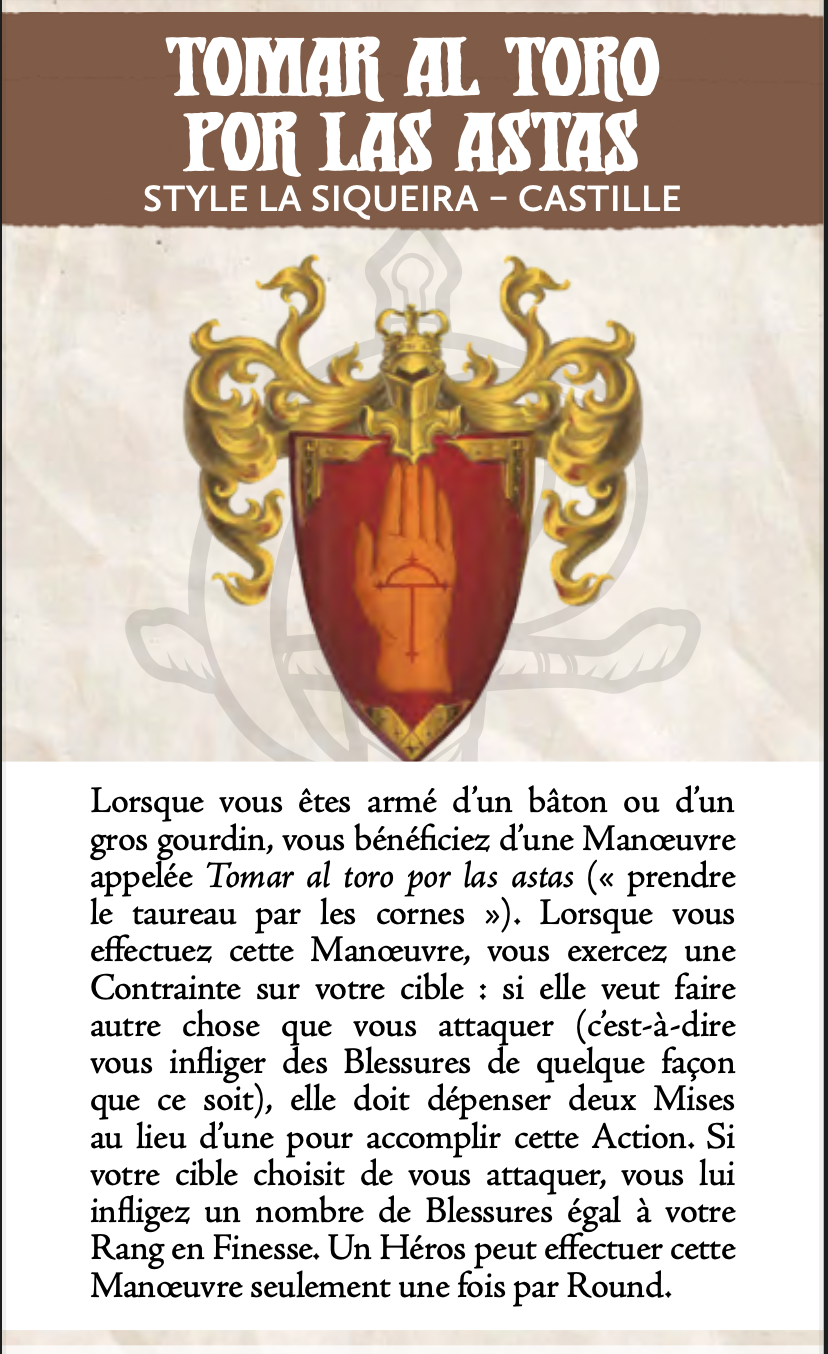 TOMAR AL TORO
POR LAS ASTAS
STYLE LA SIQUEIRA – CASTILLE
Lorsque vous êtes armé d’un bâton ou d’un
gros gourdin, vous bénéficiez d’une Manœuvre
appelée Tomar al toro por las astas (« prendre
le taureau par les cornes »). Lorsque vous
effectuez cette Manœuvre, vous exercez une
Contrainte sur votre cible : si elle veut faire
autre chose que vous attaquer (c’est-à-dire
vous infliger des Blessures de quelque façon
que ce soit), elle doit dépenser deux Mises
au lieu d’une pour accomplir cette Action. Si
votre cible choisit de vous attaquer, vous lui
infligez un nombre de Blessures égal à votre
Rang en Finesse. Un Héros peut effectuer cette
Manœuvre seulement une fois par Round.